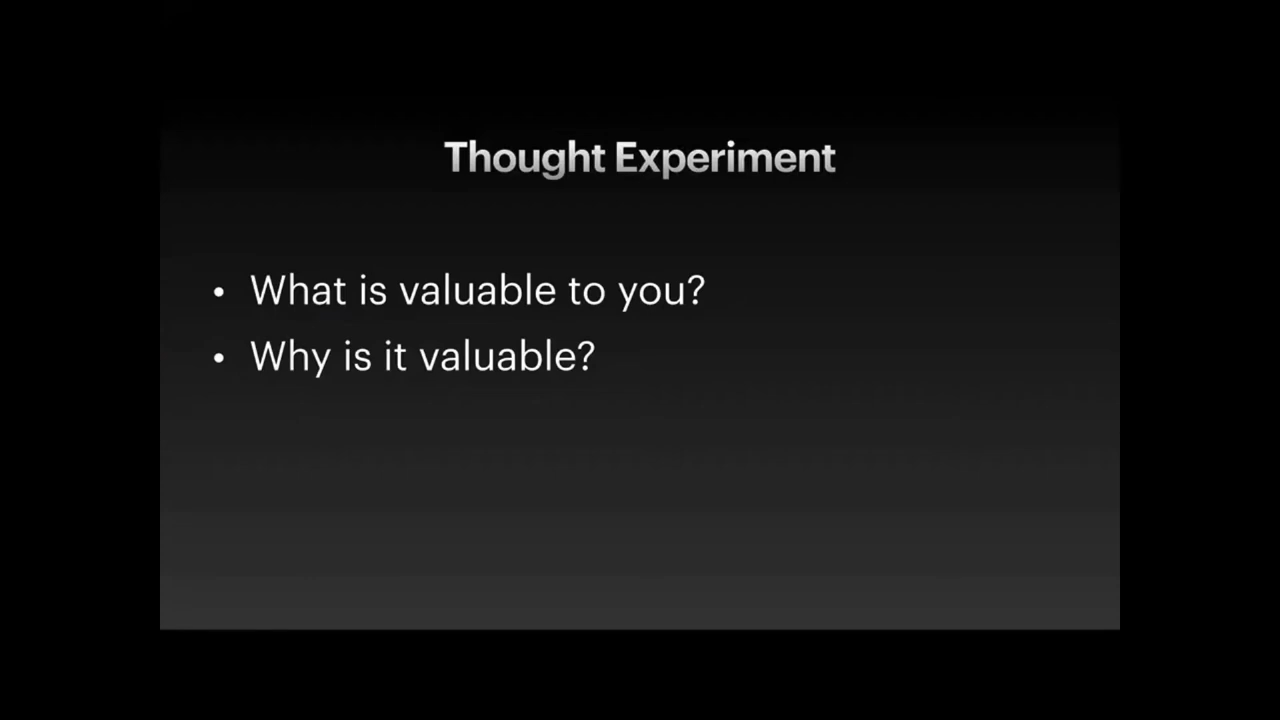 Thought Experiment
• What is valuable to you?
• Why is it valuable?